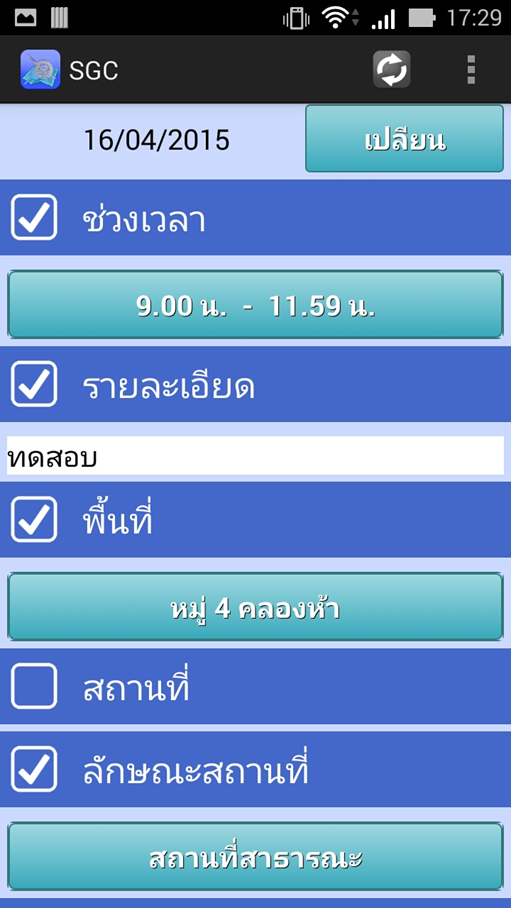 17:29
SGC
16/04/2015 เปลี่ยน
ช่วงเวลา
9.00 น. - 11.59 น.
รายละเอียด
ทดสอบ
พื้นที่
หมู่ 4 คลองห้า
สถานที่
ลักษณะสถานที่
สถานที่สาธารณะ